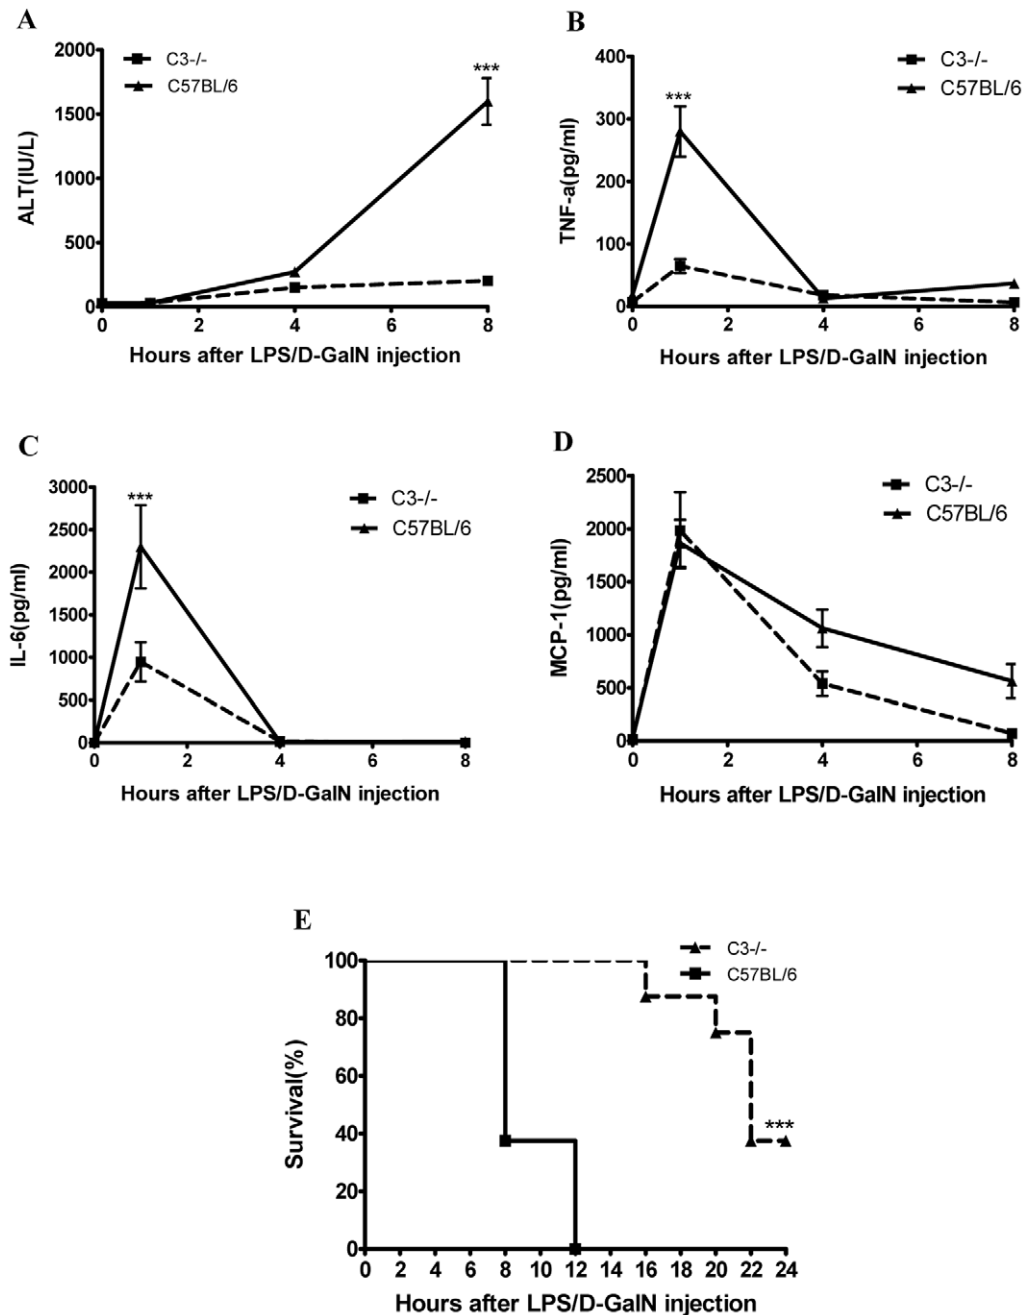 A
C3-/-
C57BL/6
***
2000
1500
1000
500
0
ALT(IU/L)
0 2 4 6 8
Hours after LPS/D-GalN injection
B
C3-/-
C57BL/6
***
400
300
200
100
0
TNF-a(pg/ml)
0 2 4 6 8
Hours after LPS/D-GalN injection
C
C3-/-
C57BL/6
***
3000
2500
2000
1500
1000
500
0
IL-6(pg/ml)
0 2 4 6 8
Hours after LPS/D-GalN injection
D
C3-/-
C57BL/6
2500
2000
1500
1000
500
0
MCP-1(pg/ml)
0 2 4 6 8
Hours after LPS/D-GalN injection
E
C3-/-
C57BL/6
100
80
60
40
20
0
Survival(%)
***
0 2 4 6 8 10 12 14 16 18 20 22 24
Hours after LPS/D-GalN injection